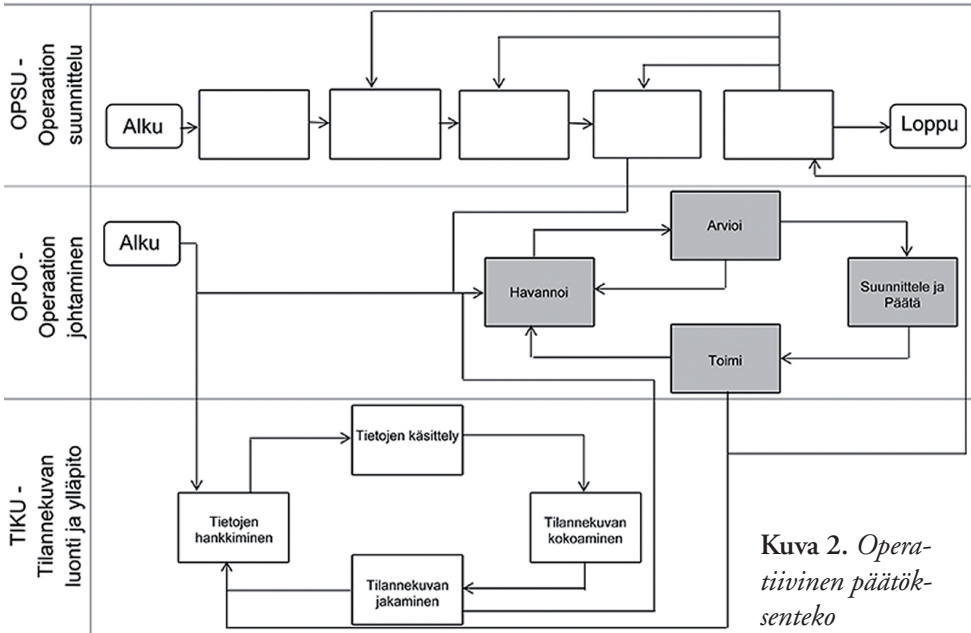 OPSU -
Operaation
suunnittelu
Alku
Loppu
OPJO -
Operaation
johtaminen
Alku
Arvioi
Havannoi
Suunnittele ja
Päätä
Toimi
TIKU -
Tilannekuvan
luonti ja ylläpito
Tietojen käsittely
Tietojen
hankkiminen
Tilannekuvan
kokoaminen
Tilannekuvan
jakaminen
Kuva 2. Opera-
tiivinen päätök-
senteko